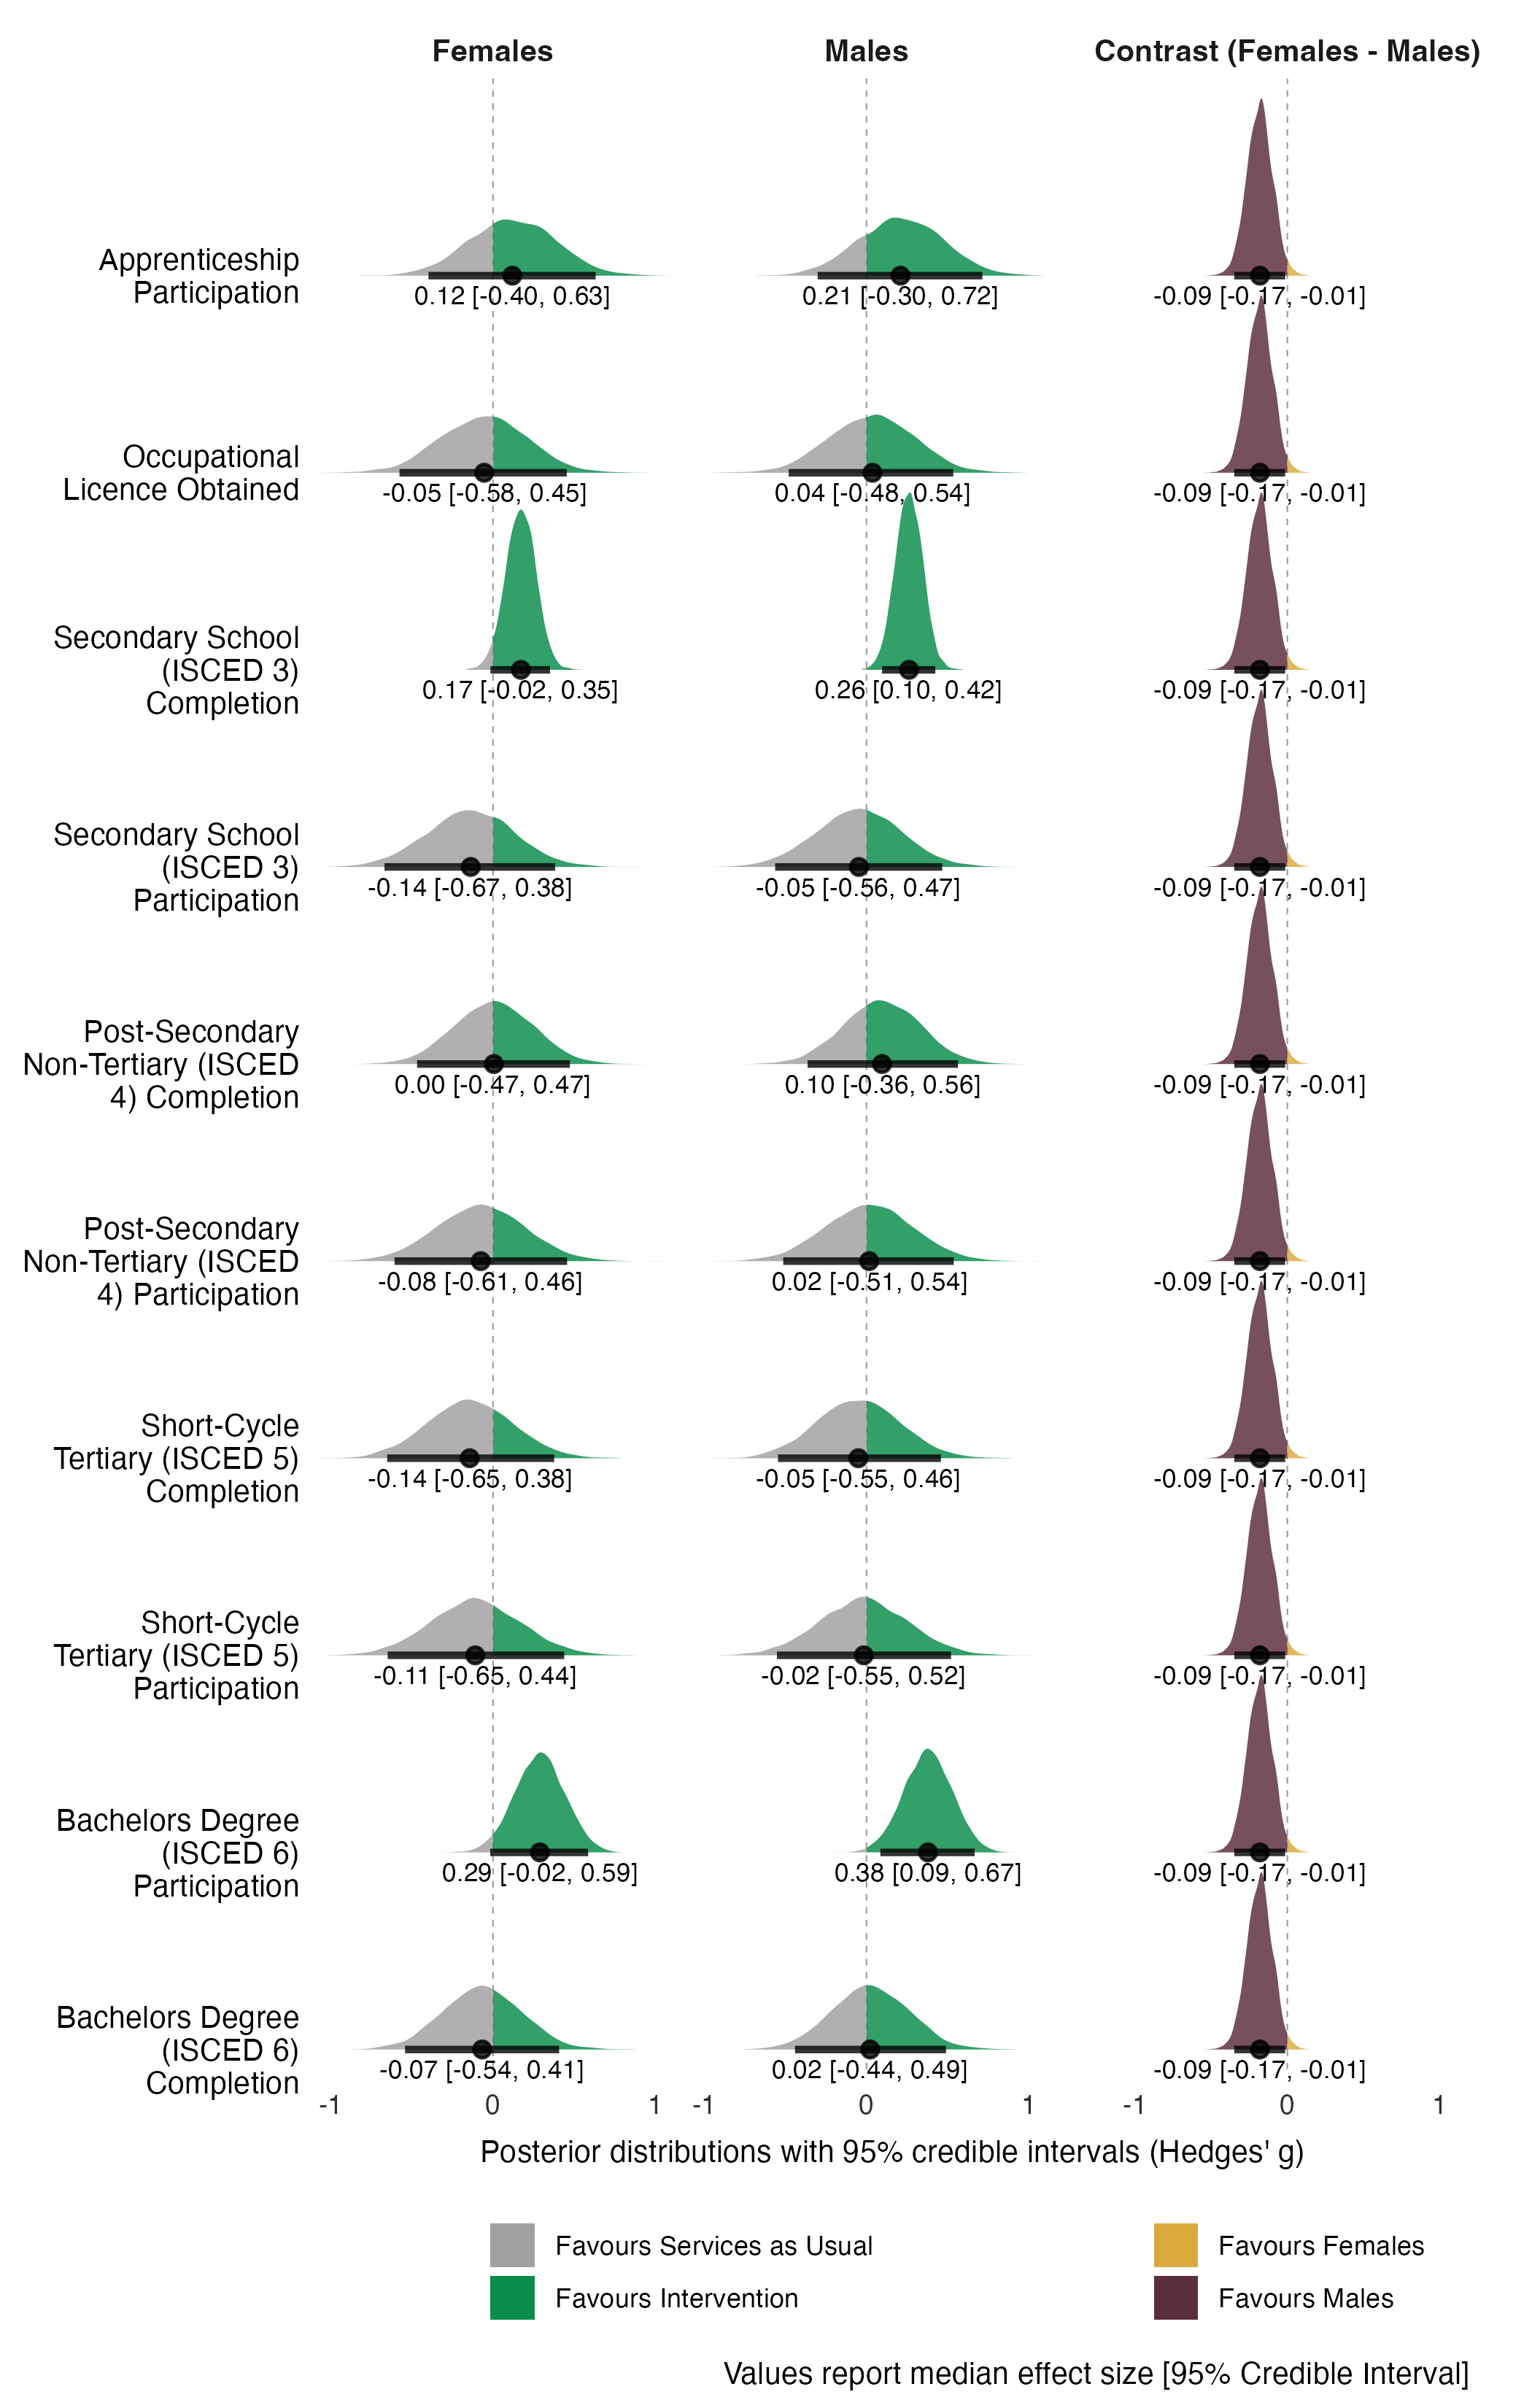 Females Males Contrast (Females - Males)
Apprenticeship
Participation
0.12 [-0.40, 0.63] 0.21 [-0.30, 0.72] -0.09 [-0.17, -0.01]
Occupational
Licence Obtained
-0.05 [-0.58, 0.45] 0.04 [-0.48, 0.54] -0.09 [-0.17, -0.01]
Secondary School
(ISCED 3)
Completion
0.17 [-0.02, 0.35] 0.26 [0.10, 0.42] -0.09 [-0.17, -0.01]
Secondary School
(ISCED 3)
Participation
-0.14 [-0.67, 0.38] -0.05 [-0.56, 0.47] -0.09 [-0.17, -0.01]
Post-Secondary
Non-Tertiary (ISCED
4) Completion
0.00 [-0.47, 0.47] 0.10 [-0.36, 0.56] -0.09 [-0.17, -0.01]
Post-Secondary
Non-Tertiary (ISCED
4) Participation
-0.08 [-0.61, 0.46] 0.02 [-0.51, 0.54] -0.09 [-0.17, -0.01]
Short-Cycle
Tertiary (ISCED 5)
Completion
-0.14 [-0.65, 0.38] -0.05 [-0.55, 0.46] -0.09 [-0.17, -0.01]
Short-Cycle
Tertiary (ISCED 5)
Participation
-0.11 [-0.65, 0.44] -0.02 [-0.55, 0.52] -0.09 [-0.17, -0.01]
Bachelors Degree
(ISCED 6)
Participation
0.29 [-0.02, 0.59] 0.38 [0.09, 0.67] -0.09 [-0.17, -0.01]
Bachelors Degree
(ISCED 6)
Completion
-0.07 [-0.54, 0.41] 0.02 [-0.44, 0.49] -0.09 [-0.17, -0.01]
-1 0 1 -1 0 1 -1 0 1
Posterior distributions with 95% credible intervals (Hedges' g)
Favours Services as Usual
Favours Intervention
Favours Females
Favours Males
Values report median effect size [95% Credible Interval]